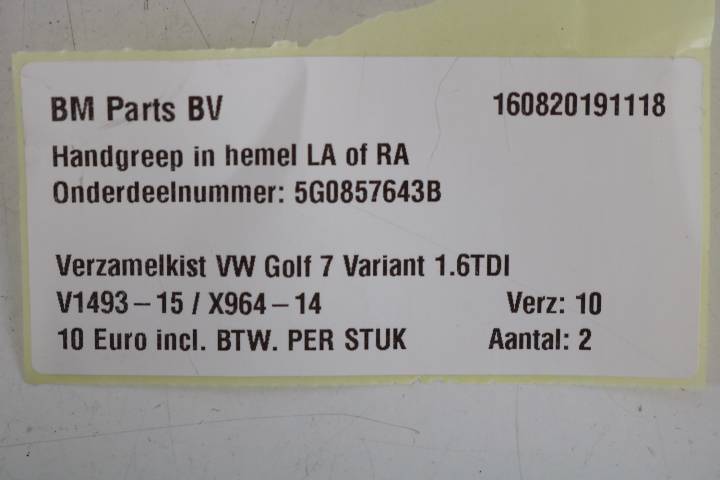 BM Parts BV 160820191118
Handgreep in hemel LA of RA
Onderdeelnummer: 5G0857643B
Verzamelkist VW Golf 7 Variant 1.6TDI
V1493-15 / X964-14 Verz: 10
10 Euro incl. BTW. PER STUK Aantal: 2